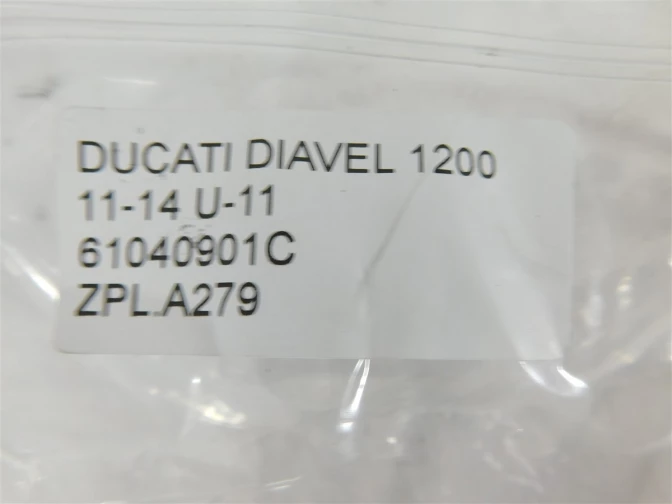 DUCATI DIAVEL 1200
11-14 U-11
61040901C
ZPL.A279